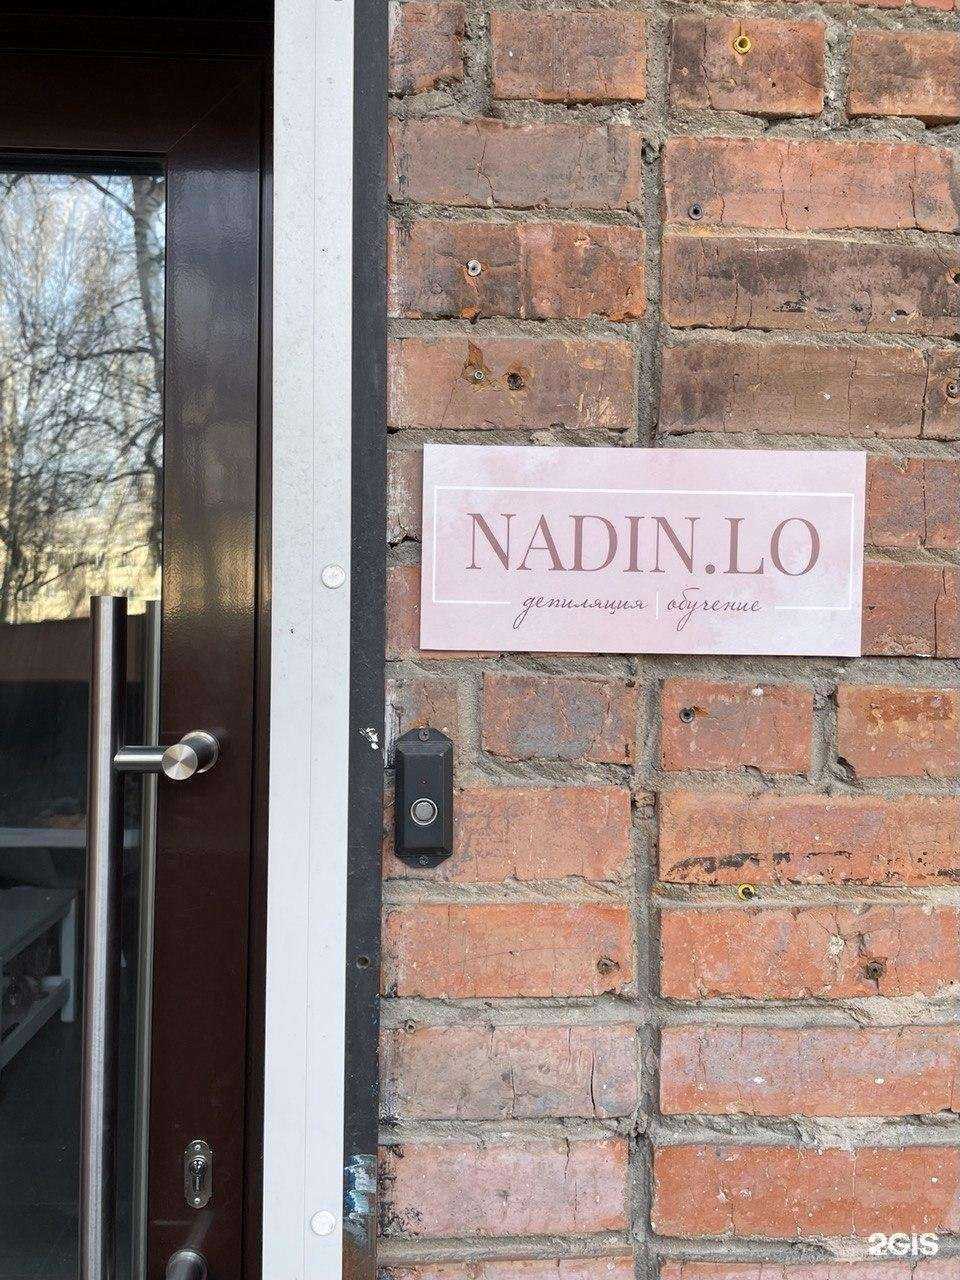 NADIN.LO
депиляция | обучение
2GIS